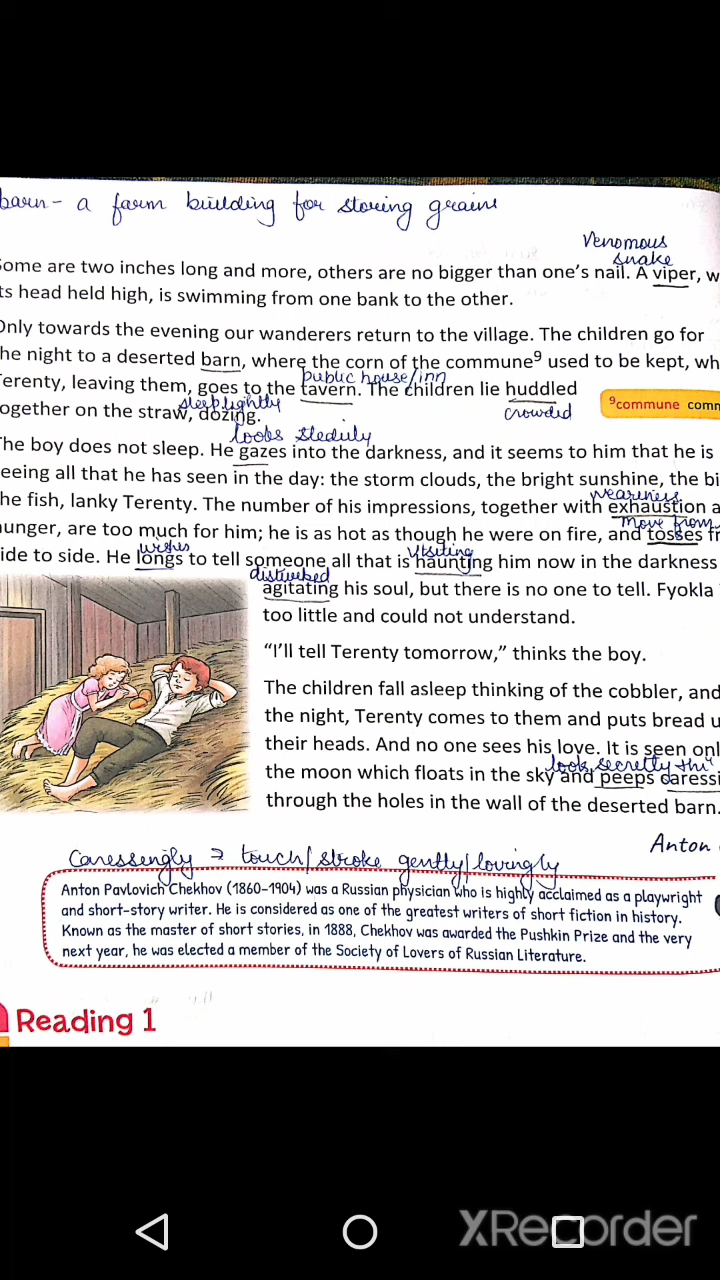 barn - a farm building for storing grains
Venomous
snake
Some are two inches long and more, others are no bigger than one's nail. A viper, w
ts head held high, is swimming from one bank to the other.
Only towards the evening our wanderers return to the village. The children go for
he night to a deserted barn, where the corn of the commune⁹ used to be kept, wh
public house/inn
Terenty, leaving them, goes to the tavern. The children lie huddled
sleep lightly
ogether on the straw, dozing.
crowded
⁹commune comm
looks steadily
The boy does not sleep. He gazes into the darkness, and it seems to him that he is
eeing all that he has seen in the day: the storm clouds, the bright sunshine, the bi
weariness
he fish, lanky Terenty. The number of his impressions, together with exhaustion a
move from
hunger, are too much for him; he is as hot as though he were on fire, and tosses fr
wishes
visiting
ide to side. He longs to tell someone all that is haunting him now in the darkness
disturbed
agitating his soul, but there is no one to tell. Fyokla
too little and could not understand.
"I'll tell Terenty tomorrow," thinks the boy.
The children fall asleep thinking of the cobbler, and
the night, Terenty comes to them and puts bread u
their heads. And no one sees his love. It is seen onl
look secretly
the moon which floats in the sky and peeps caressi
through the holes in the wall of the deserted barn.
Anton
Caressingly → touch/stroke gently/lovingly
Anton Pavlovich Chekhov (1860–1904) was a Russian physician who is highly acclaimed as a playwright
and short-story writer. He is considered as one of the greatest writers of short fiction in history.
Known as the master of short stories, in 1888, Chekhov was awarded the Pushkin Prize and the very
next year, he was elected a member of the Society of Lovers of Russian Literature.
Reading 1
XRecorder